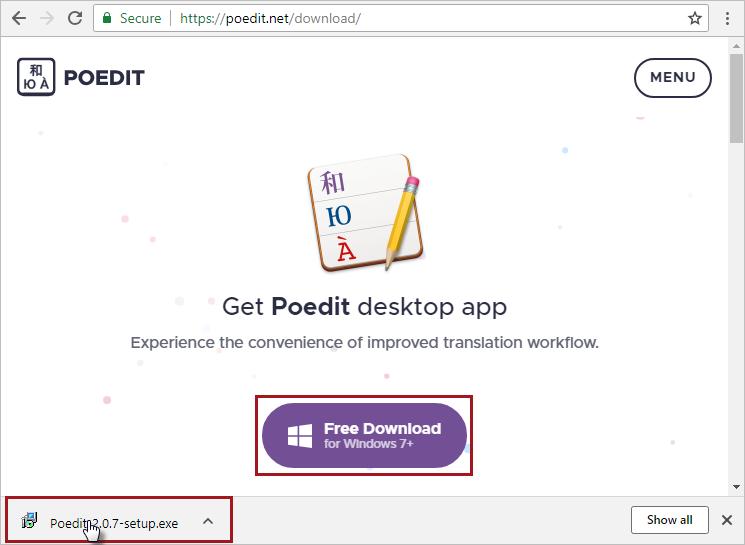 Secure
https://poedit.net/download/
和
Ю À
POEDIT
MENU
和
Ю
À
Get Poedit desktop app
Experience the convenience of improved translation workflow.
Free Download
for Windows 7+
Poedit-2.0.7-setup.exe
Show all